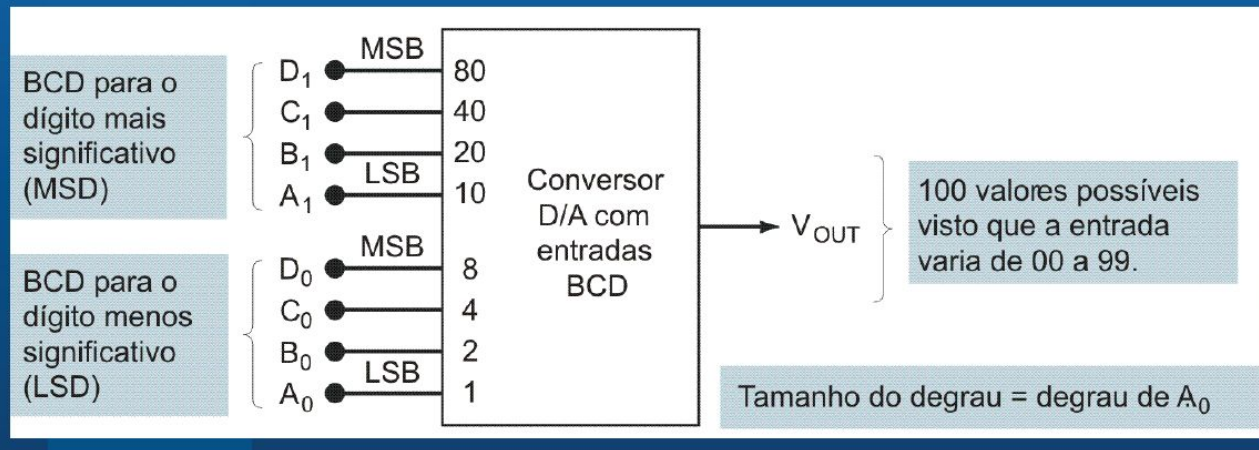 BCD para o
dígito mais
significativo
(MSD)
D1 MSB 80
C1 40
B1 20
A1 LSB 10
BCD para o
dígito menos
significativo
(LSD)
D0 MSB 8
C0 4
B0 2
A0 LSB 1
Conversor
D/A com
entradas
BCD
VOUT
100 valores possíveis
visto que a entrada
varia de 00 a 99.
Tamanho do degrau = degrau de A0